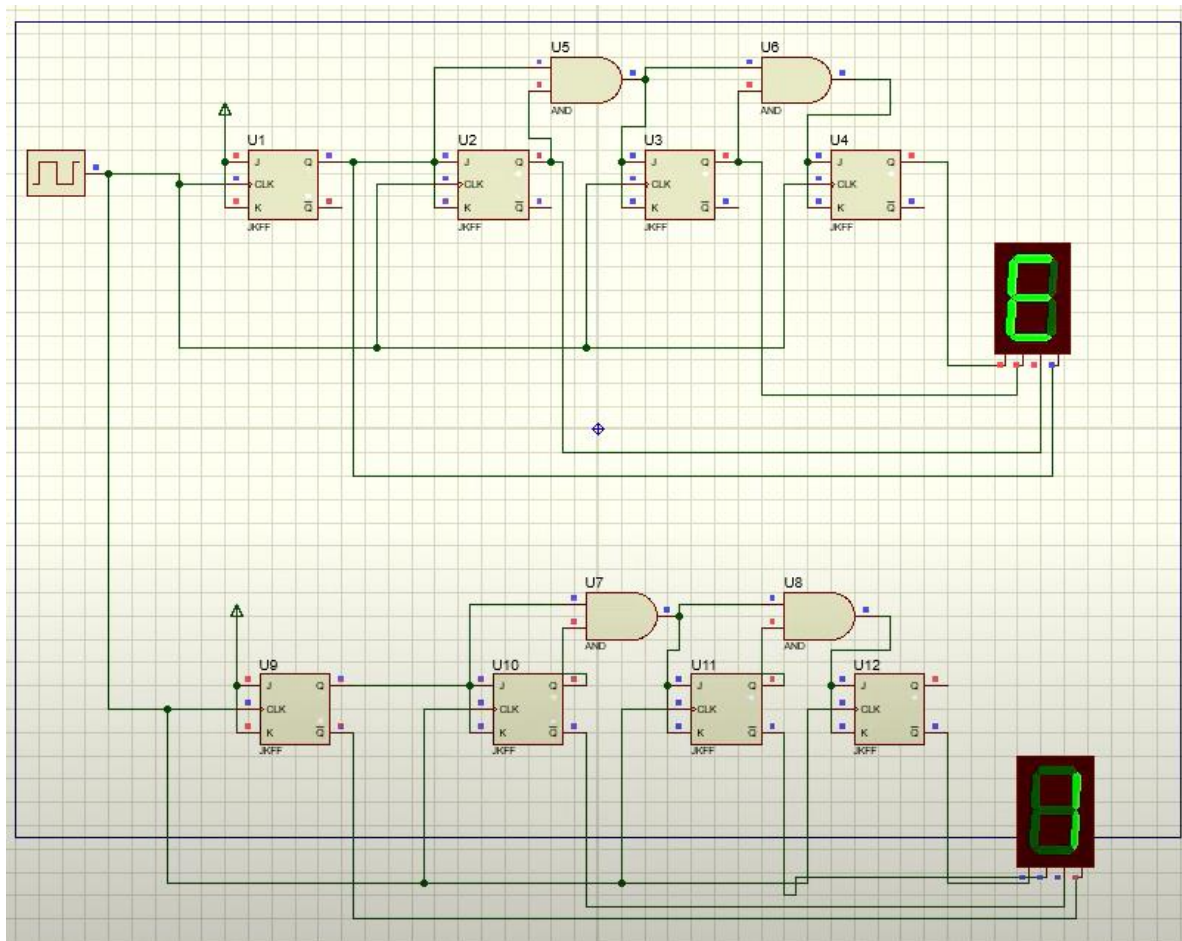 U5
AND
U6
AND
U1
J Q
CLK
K Q̅
JKFF
U2
J Q
CLK
K Q̅
JKFF
U3
J Q
CLK
K Q̅
JKFF
U4
J Q
CLK
K Q̅
JKFF
E
U7
AND
U8
AND
U9
J Q
CLK
K Q̅
JKFF
U10
J Q
CLK
K Q̅
JKFF
U11
J Q
CLK
K Q̅
JKFF
U12
J Q
CLK
K Q̅
JKFF
1